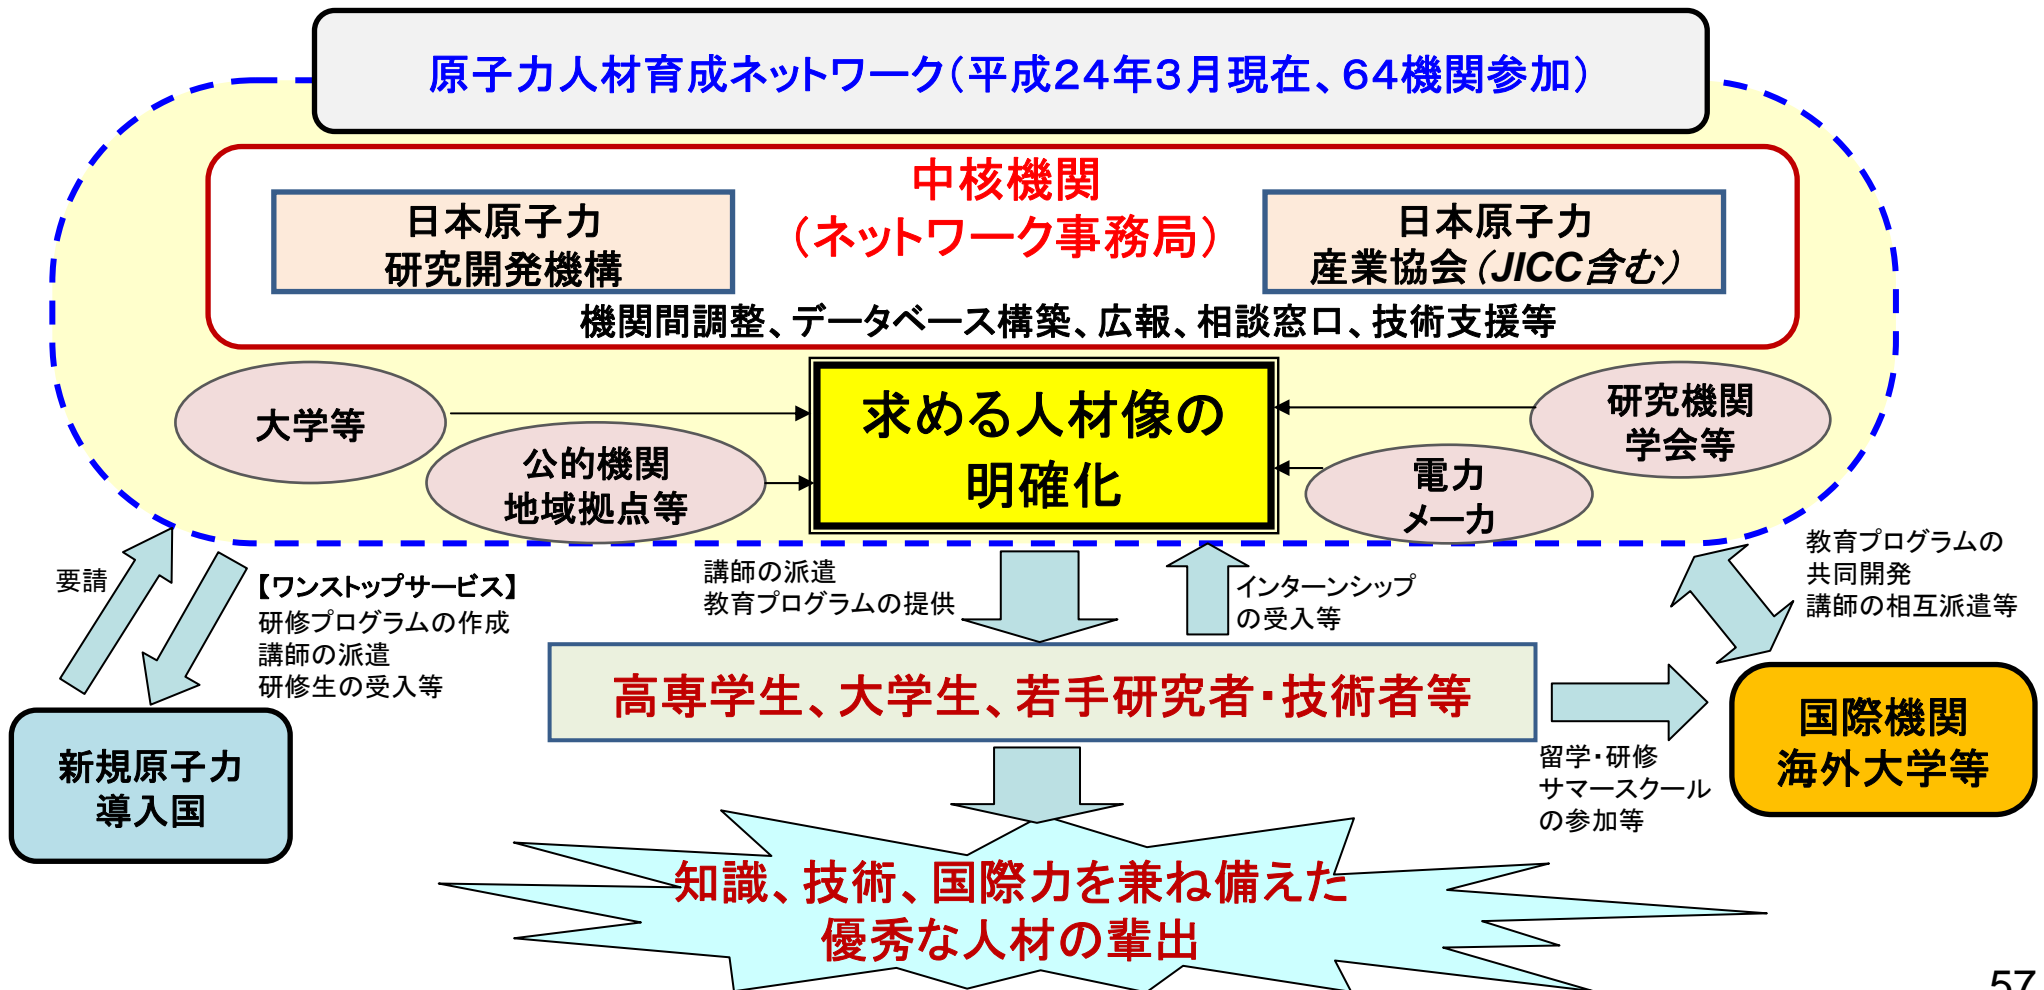 原子力人材育成ネットワーク（平成２４年３月現在、６４機関参加）
中核機関
（ネットワーク事務局）
日本原子力
研究開発機構
日本原子力
産業協会（JICC含む）
機関間調整、データベース構築、広報、相談窓口、技術支援等
大学等
公的機関
地域拠点等
求める人材像の
明確化
研究機関
学会等
電力
メーカ
要請
【ワンストップサービス】
研修プログラムの作成
講師の派遣
研修生の受入等
講師の派遣
教育プログラムの提供
インターンシップ
の受入等
教育プログラムの
共同開発
講師の相互派遣等
高専学生、大学生、若手研究者・技術者等
新規原子力
導入国
留学・研修
サマースクール
の参加等
国際機関
海外大学等
知識、技術、国際力を兼ね備えた
優秀な人材の輩出
57